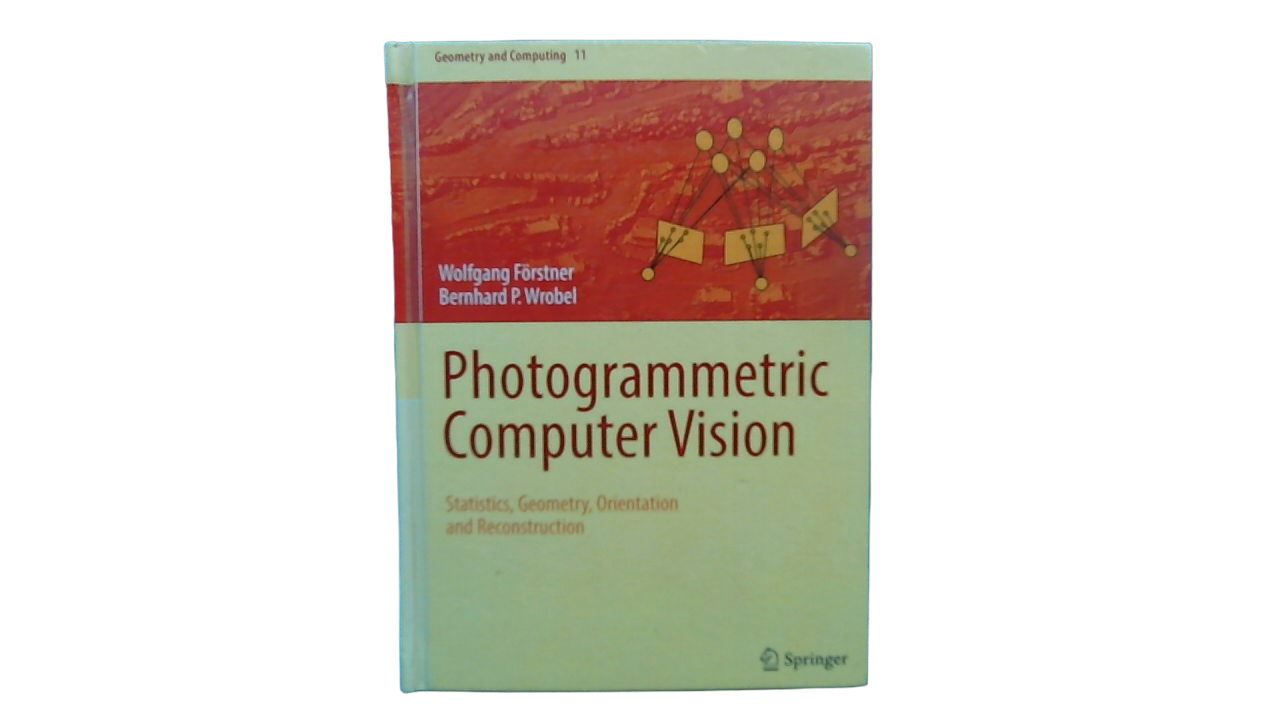 Geometry and Computing 11
Wolfgang Förstner
Bernhard P. Wrobel
Photogrammetric
Computer Vision
Statistics, Geometry, Orientation
and Reconstruction
Springer